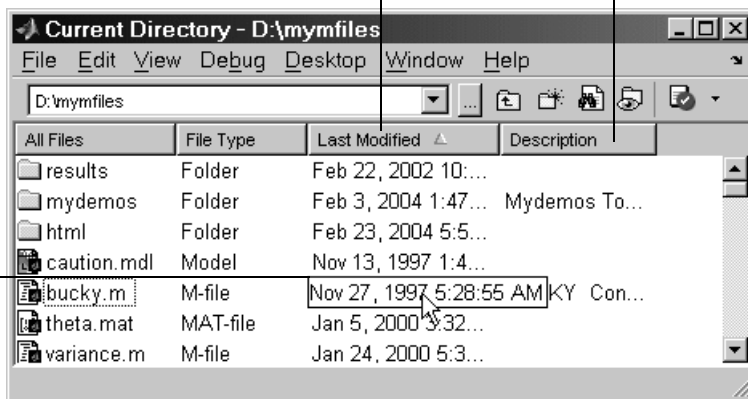 Current Directory - D:\mymfiles
File Edit View Debug Desktop Window Help
D:\mymfiles ...
All Files File Type Last Modified Description
results Folder Feb 22, 2002 10:...
mydemos Folder Feb 3, 2004 1:47... Mydemos To...
html Folder Feb 23, 2004 5:5...
caution.mdl Model Nov 13, 1997 1:4...
bucky.m M-file Nov 27, 1997 5:28:55 AM KY Con...
theta.mat MAT-file Jan 5, 2000 3:32...
variance.m M-file Jan 24, 2000 5:3...